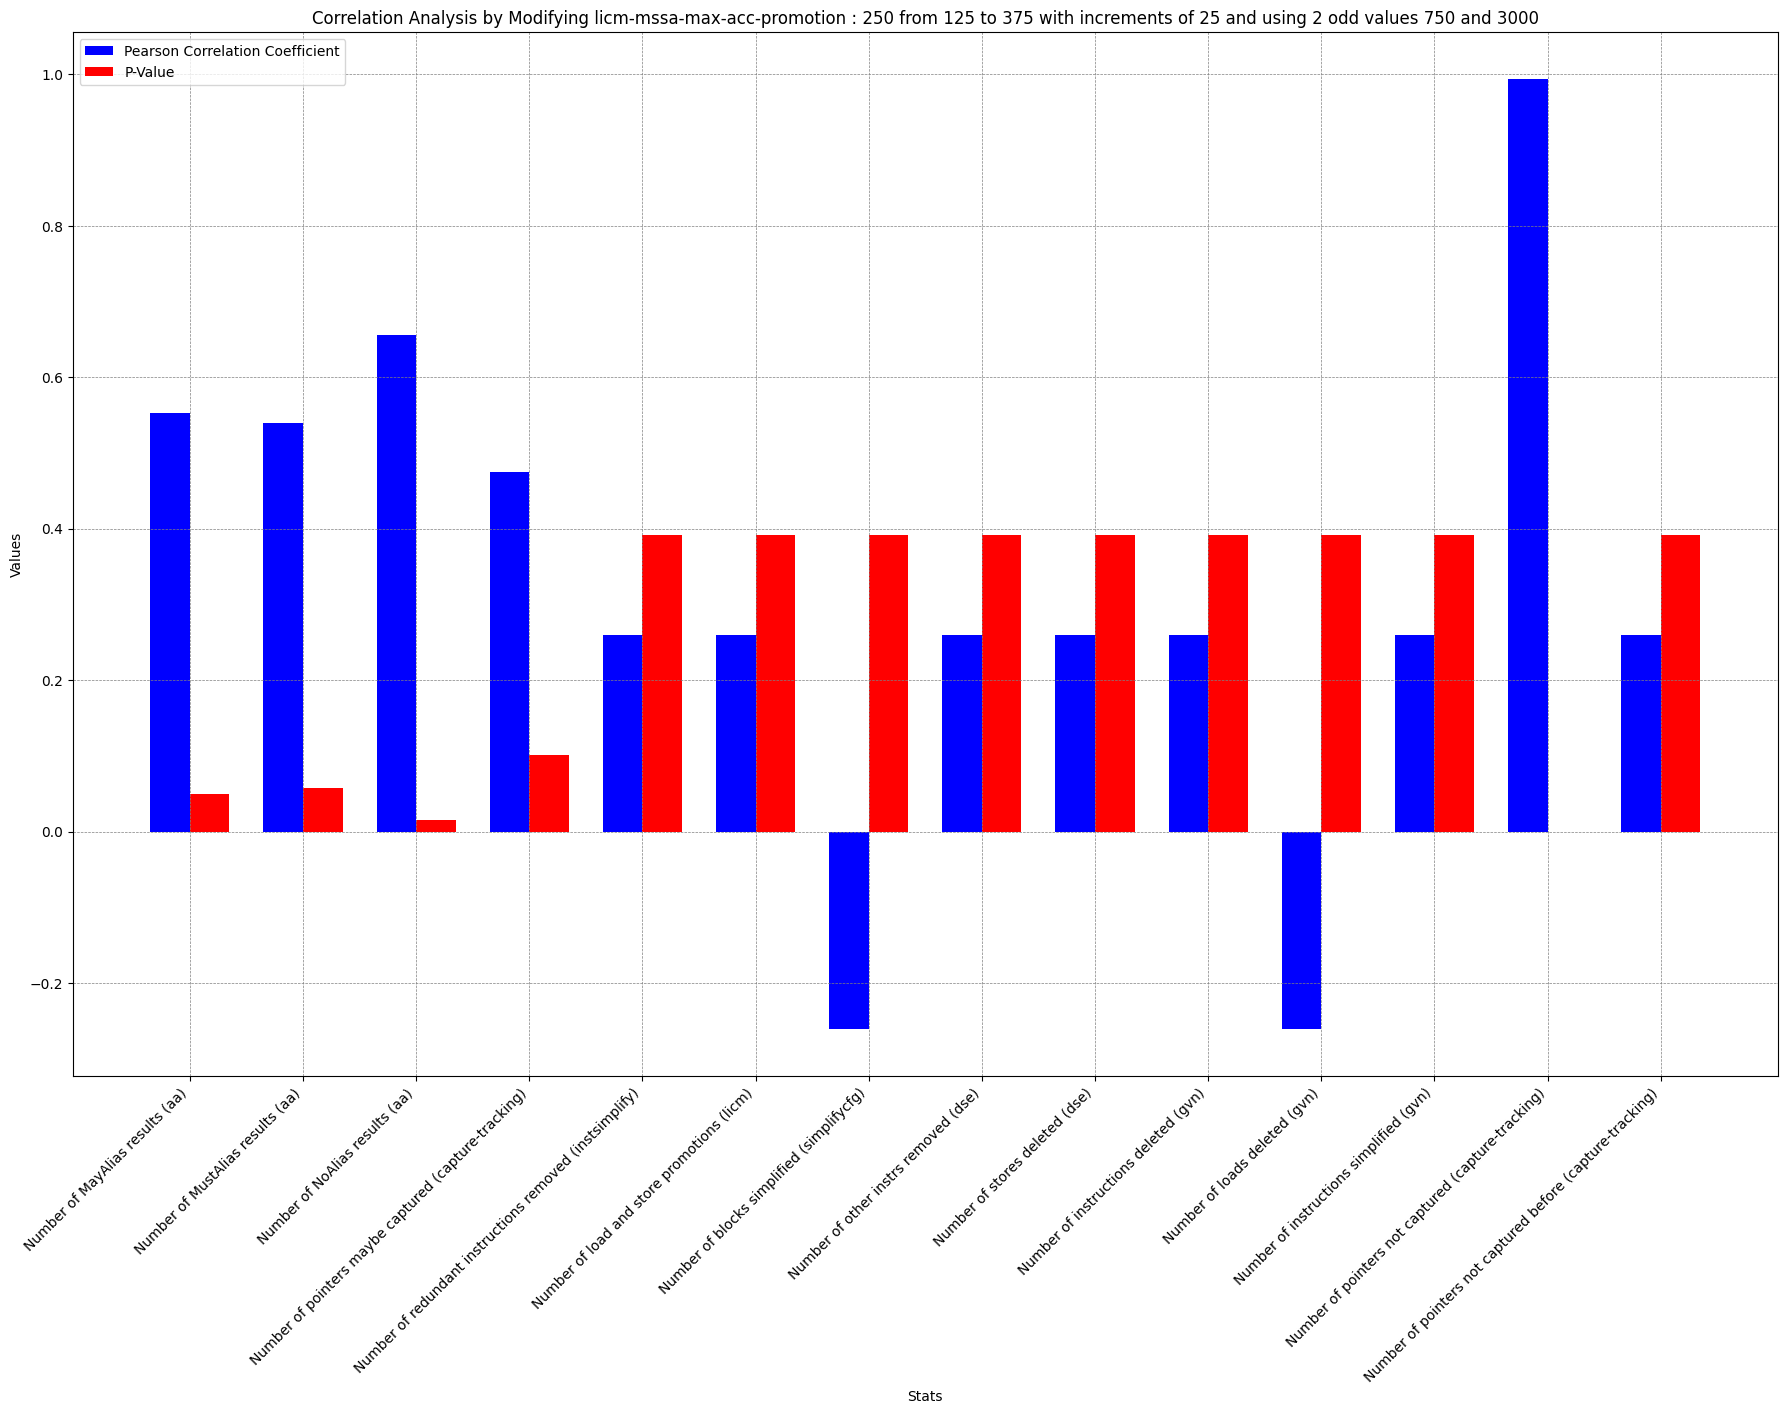 Correlation Analysis by Modifying licm-mssa-max-acc-promotion : 250 from 125 to 375 with increments of 25 and using 2 odd values 750 and 3000
Pearson Correlation Coefficient
P-Value
1.0
0.8
0.6
0.4
0.2
0.0
−0.2
Values
Number of MayAlias results (aa)
Number of MustAlias results (aa)
Number of NoAlias results (aa)
Number of pointers maybe captured (capture-tracking)
Number of redundant instructions removed (instsimplify)
Number of load and store promotions (licm)
Number of blocks simplified (simplifycfg)
Number of other instrs removed (dse)
Number of stores deleted (dse)
Number of instructions deleted (gvn)
Number of loads deleted (gvn)
Number of instructions simplified (gvn)
Number of pointers not captured (capture-tracking)
Number of pointers not captured before (capture-tracking)
Stats